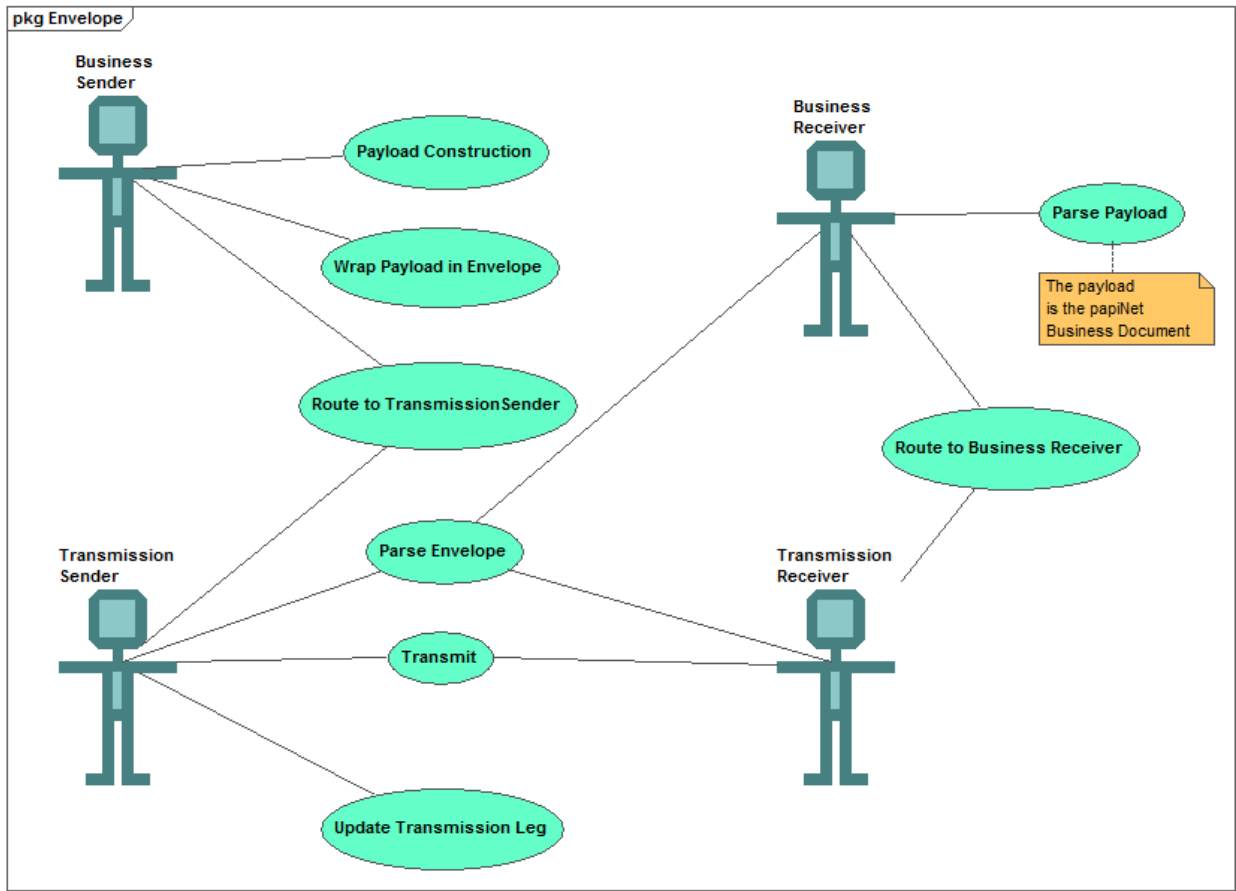 pkg Envelope
Business
Sender
Business
Receiver
Payload Construction
Parse Payload
Wrap Payload in Envelope
The payload
is the papiNet
Business Document
Route to TransmissionSender
Route to Business Receiver
Transmission
Sender
Parse Envelope
Transmission
Receiver
Transmit
Update Transmission Leg